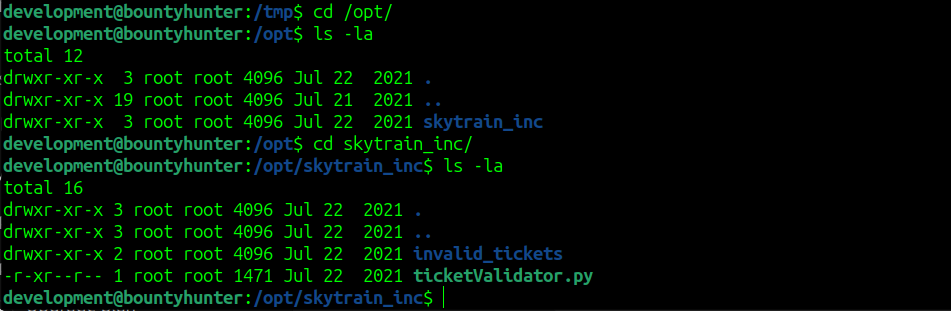 development@bountyhunter:/tmp$ cd /opt/
development@bountyhunter:/opt$ ls -la
total 12
drwxr-xr-x  3 root root 4096 Jul 22  2021 .
drwxr-xr-x 19 root root 4096 Jul 21  2021 ..
drwxr-xr-x  3 root root 4096 Jul 22  2021 skytrain_inc
development@bountyhunter:/opt$ cd skytrain_inc/
development@bountyhunter:/opt/skytrain_inc$ ls -la
total 16
drwxr-xr-x 3 root root 4096 Jul 22  2021 .
drwxr-xr-x 3 root root 4096 Jul 22  2021 ..
drwxr-xr-x 2 root root 4096 Jul 22  2021 invalid_tickets
-r-xr--r-- 1 root root 1471 Jul 22  2021 ticketValidator.py
development@bountyhunter:/opt/skytrain_inc$